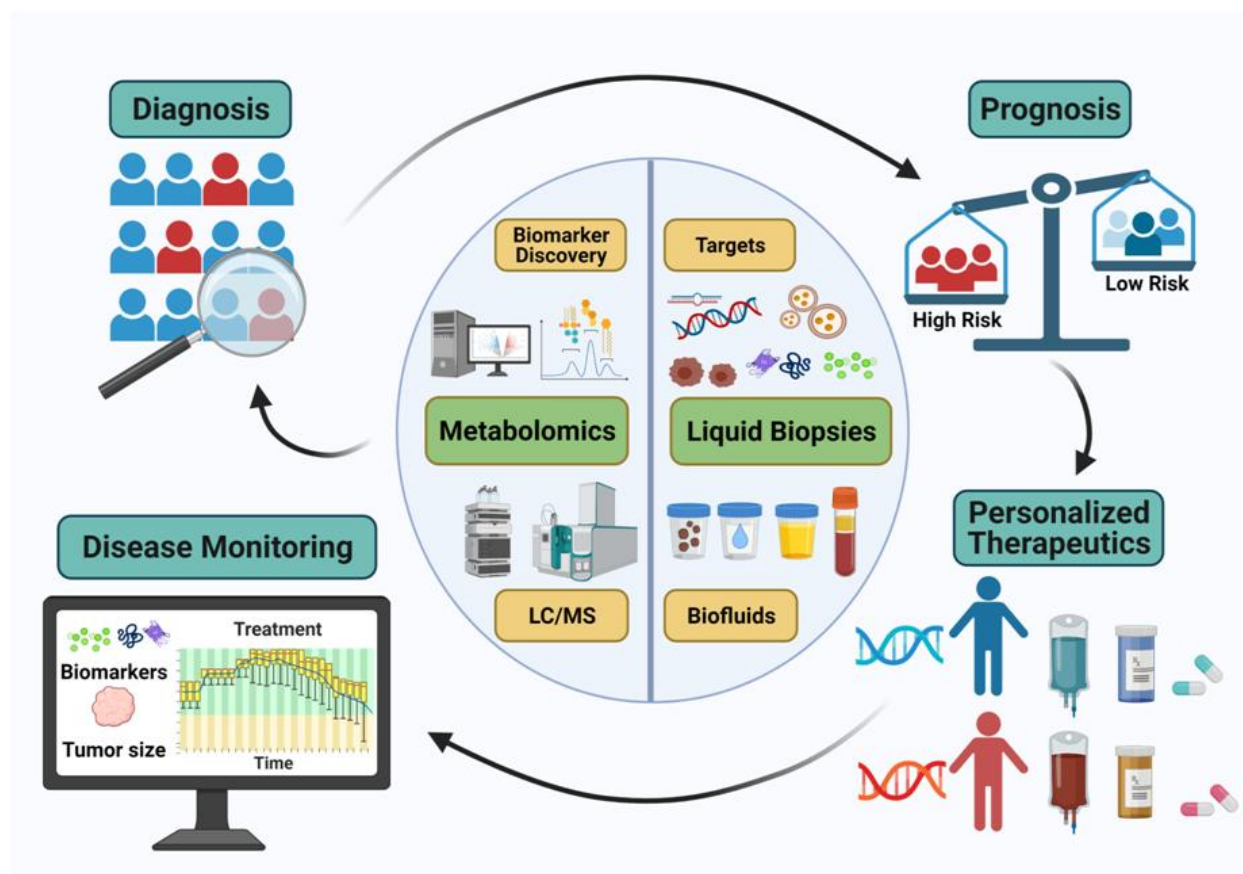 Diagnosis
Prognosis
High Risk
Low Risk
Biomarker
Discovery
Targets
Metabolomics
Liquid Biopsies
LC/MS
Biofluids
Disease Monitoring
Biomarkers
Tumor size
Treatment
Time
Personalized
Therapeutics